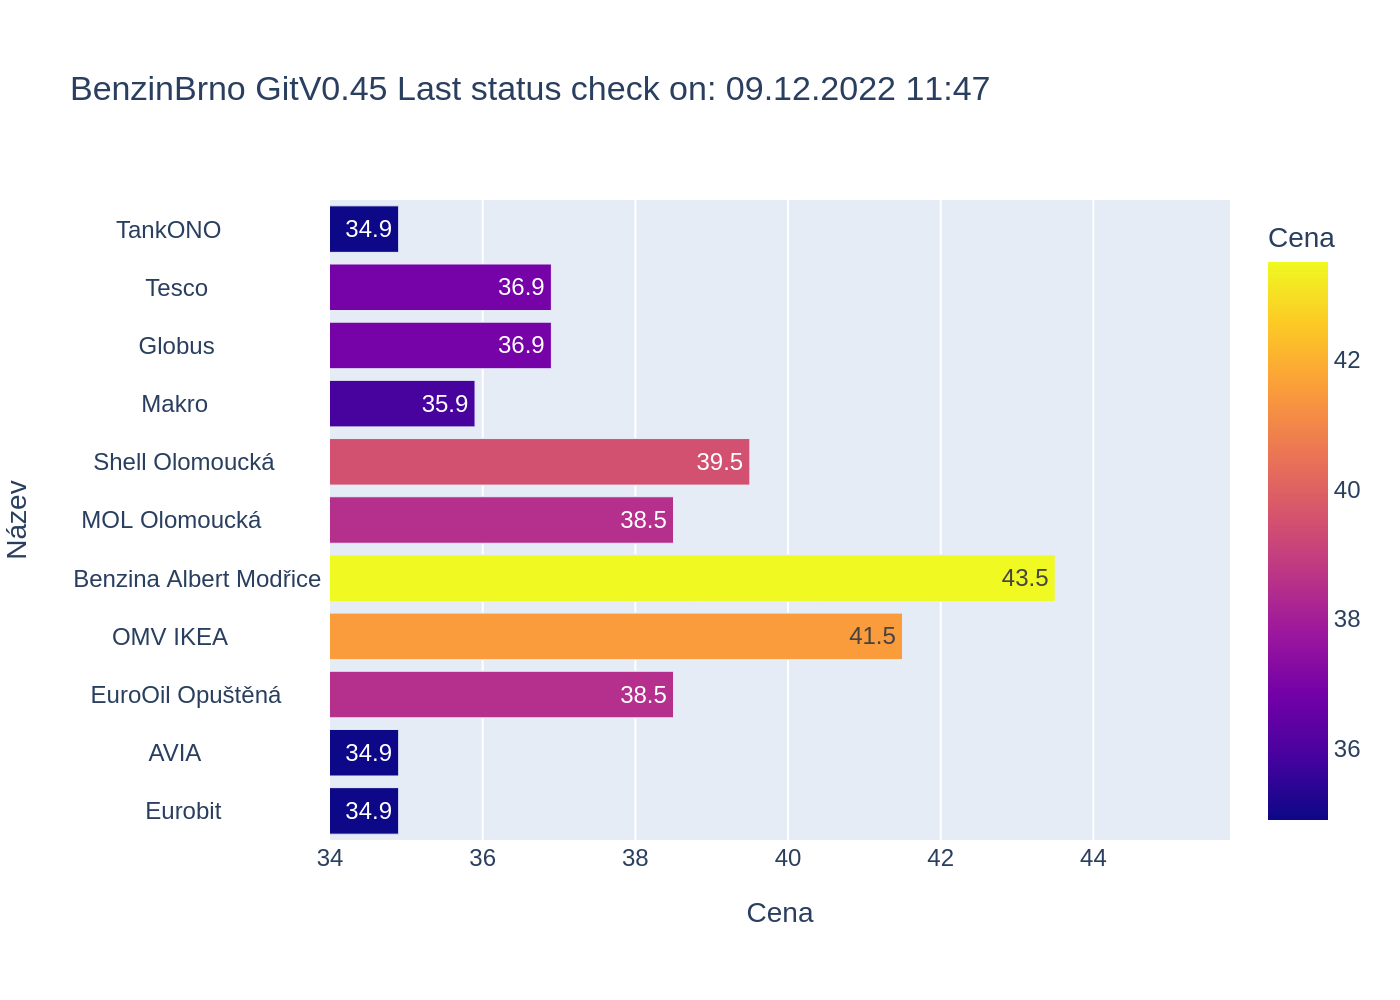 BenzinBrno GitV0.45 Last status check on: 09.12.2022 11:47
Název
TankONO 34.9
Tesco 36.9
Globus 36.9
Makro 35.9
Shell Olomoucká 39.5
MOL Olomoucká 38.5
Benzina Albert Modřice 43.5
OMV IKEA 41.5
EuroOil Opuštěná 38.5
AVIA 34.9
Eurobit 34.9
34 36 38 40 42 44
Cena
Cena
42
40
38
36